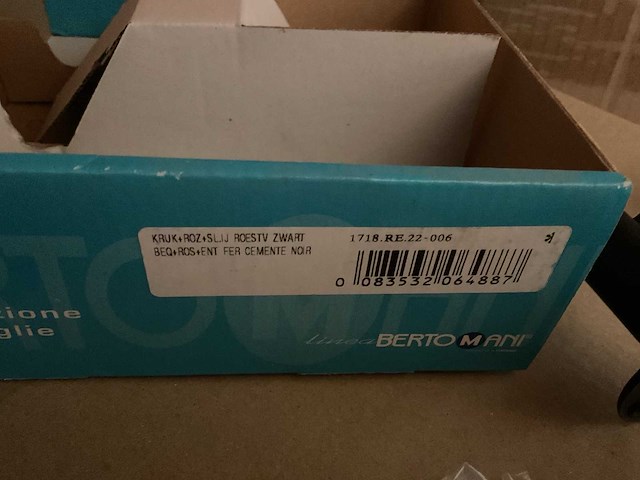 KRUK+ROZ+SLIJ ROESTV ZWART
BEQ+ROS+ENT FER CEMENTE NOIR
1718.RE.22-006
0 083532 064887
zione
glie
linea BERTOMANI